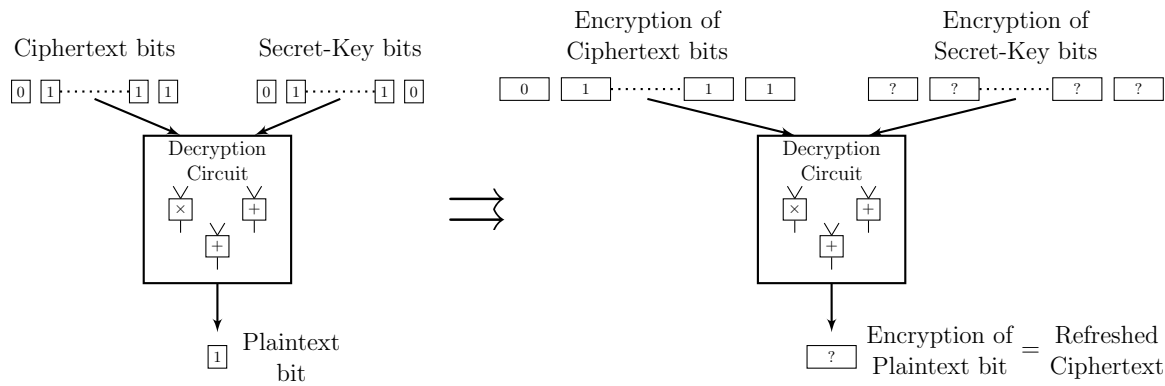 Ciphertext bits
Secret-Key bits
0 1 1 1
0 1 1 0
Decryption
Circuit
× +
+
1
Plaintext
bit
⇒
Encryption of
Ciphertext bits
Encryption of
Secret-Key bits
0 1 1 1
? ? ? ?
Decryption
Circuit
× +
+
?
Encryption of
Plaintext bit
=
Refreshed
Ciphertext